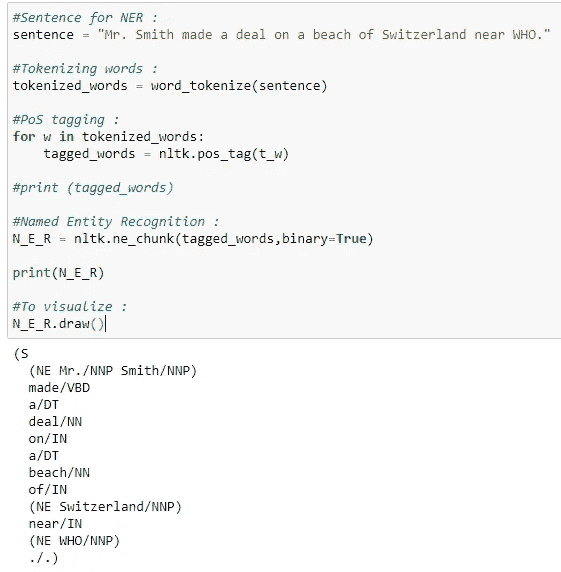 #Sentence for NER :
sentence = "Mr. Smith made a deal on a beach of Switzerland near WHO."
#Tokenizing words :
tokenized_words = word_tokenize(sentence)
#PoS tagging :
for w in tokenized_words:
    tagged_words = nltk.pos_tag(t_w)
#print (tagged_words)
#Named Entity Recognition :
N_E_R = nltk.ne_chunk(tagged_words,binary=True)
print(N_E_R)
#To visualize :
N_E_R.draw()
(S
  (NE Mr./NNP Smith/NNP)
  made/VBD
  a/DT
  deal/NN
  on/IN
  a/DT
  beach/NN
  of/IN
  (NE Switzerland/NNP)
  near/IN
  (NE WHO/NNP)
  ./.)